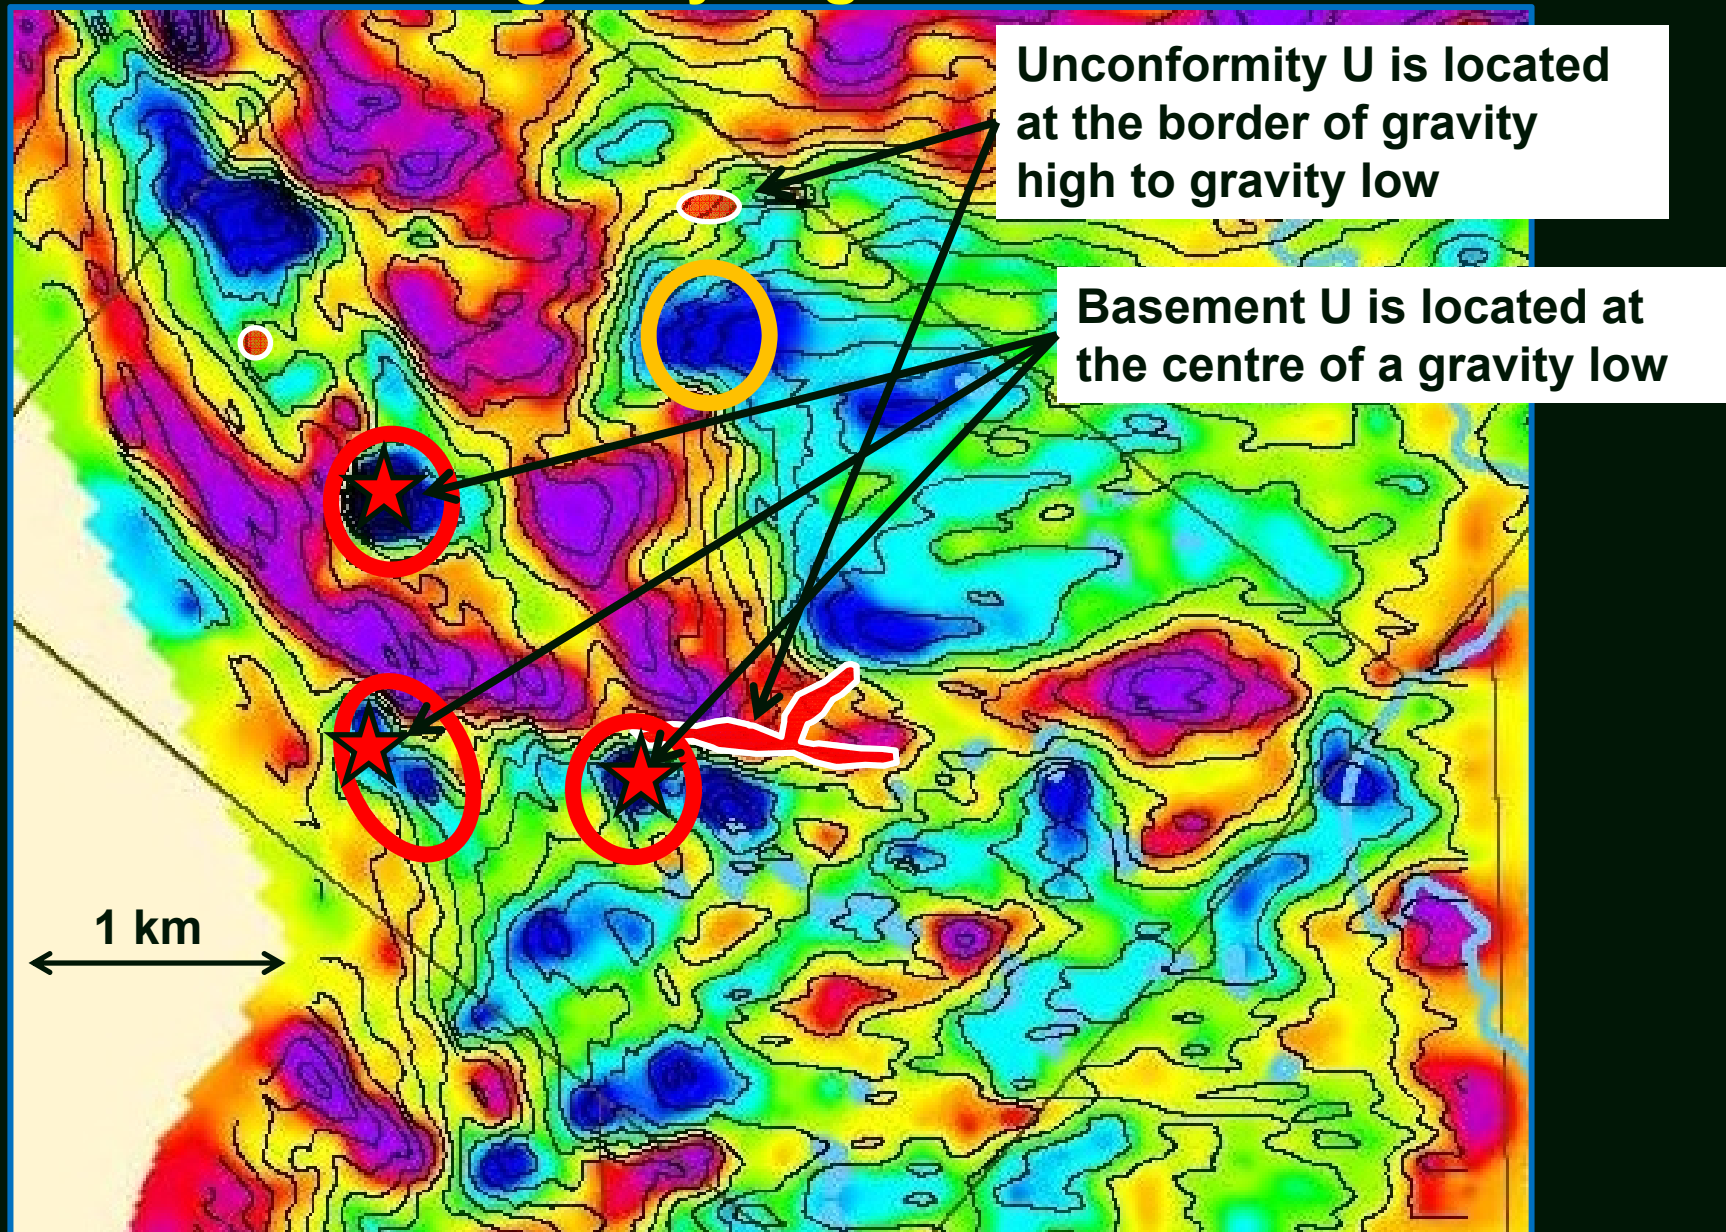 Unconformity U is located
at the border of gravity
high to gravity low
Basement U is located at
the centre of a gravity low
1 km